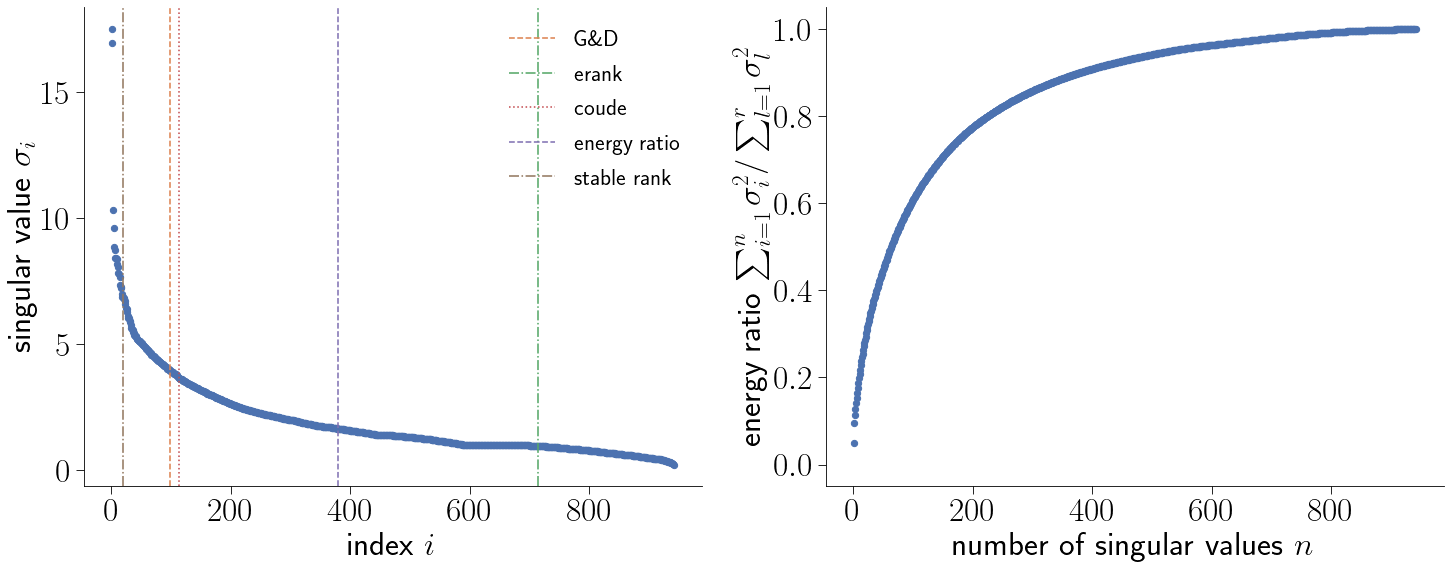 singular value σ_i
15
10
5
0
0 200 400 600 800
index i
G&D
erank
coude
energy ratio
stable rank
energy ratio ∑_{i=1}^{n} σ_i^2 / ∑_{l=1}^{r} σ_l^2
1.0
0.8
0.6
0.4
0.2
0.0
0 200 400 600 800
number of singular values n